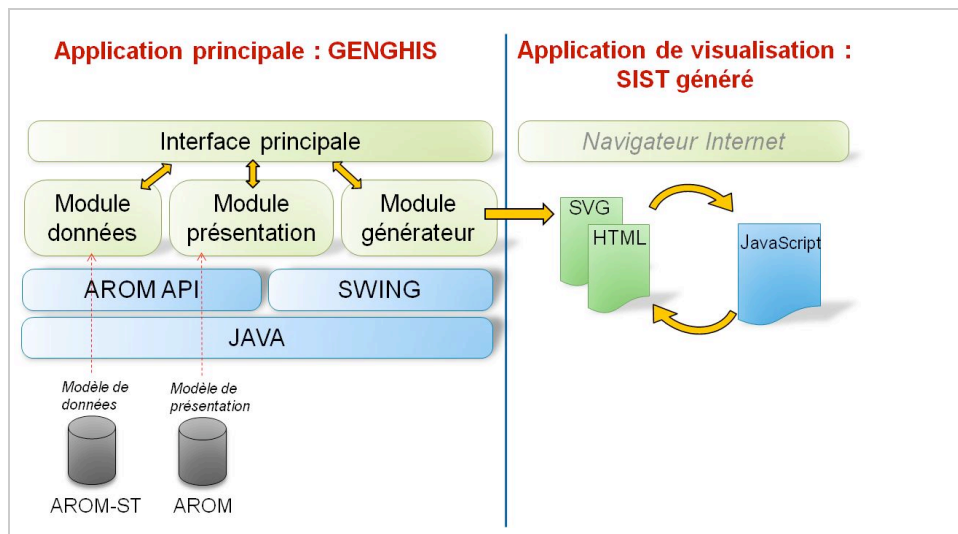 Application principale : GENGHIS
Interface principale
Module
données
Module
présentation
Module
générateur
AROM API
SWING
JAVA
Modèle de
données
Modèle de
présentation
AROM-ST
AROM
Application de visualisation :
SIST généré
Navigateur Internet
SVG
HTML
JavaScript